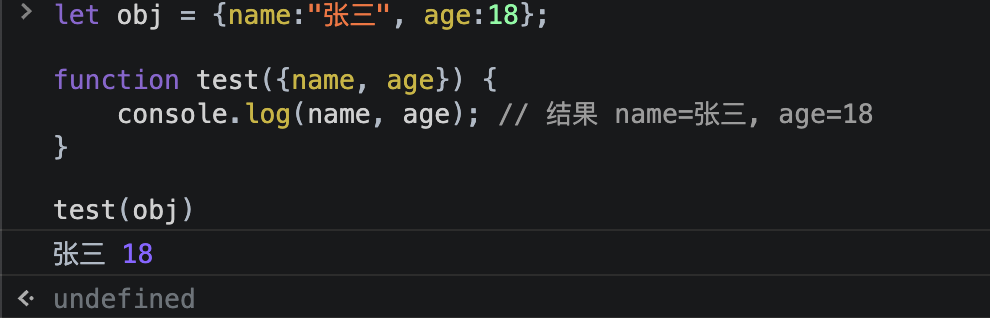 let obj = {name:"张三", age:18};
function test({name, age}) {
    console.log(name, age); // 结果 name=张三, age=18
}
test(obj)
张三 18
undefined